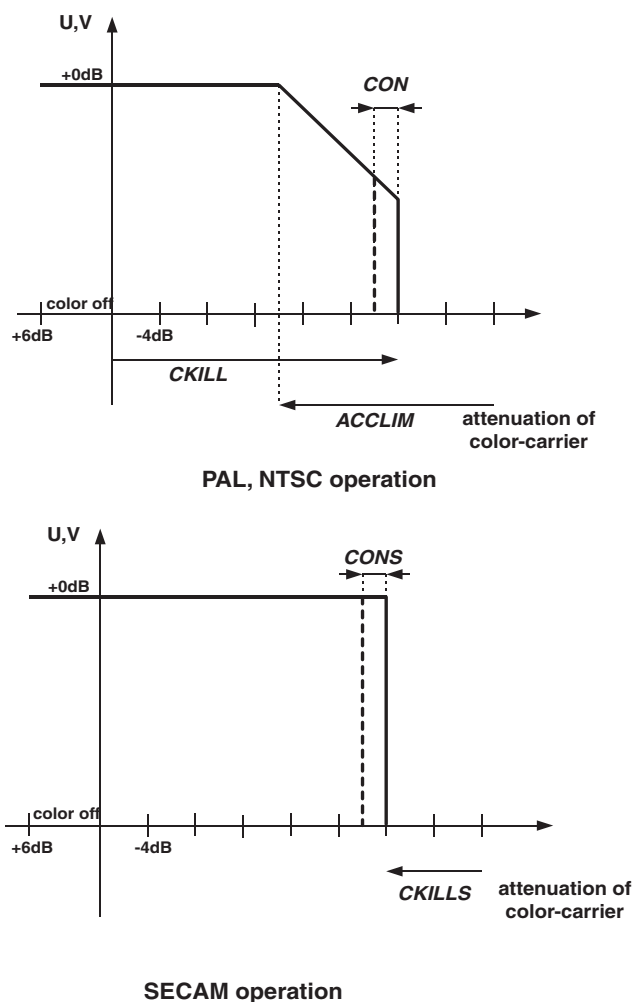 U,V
+0dB
CON
color off
+6dB
-4dB
CKILL
ACCLIM
attenuation of
color-carrier
PAL, NTSC operation
U,V
CONS
+0dB
color off
+6dB
-4dB
CKILLS
attenuation of
color-carrier
SECAM operation